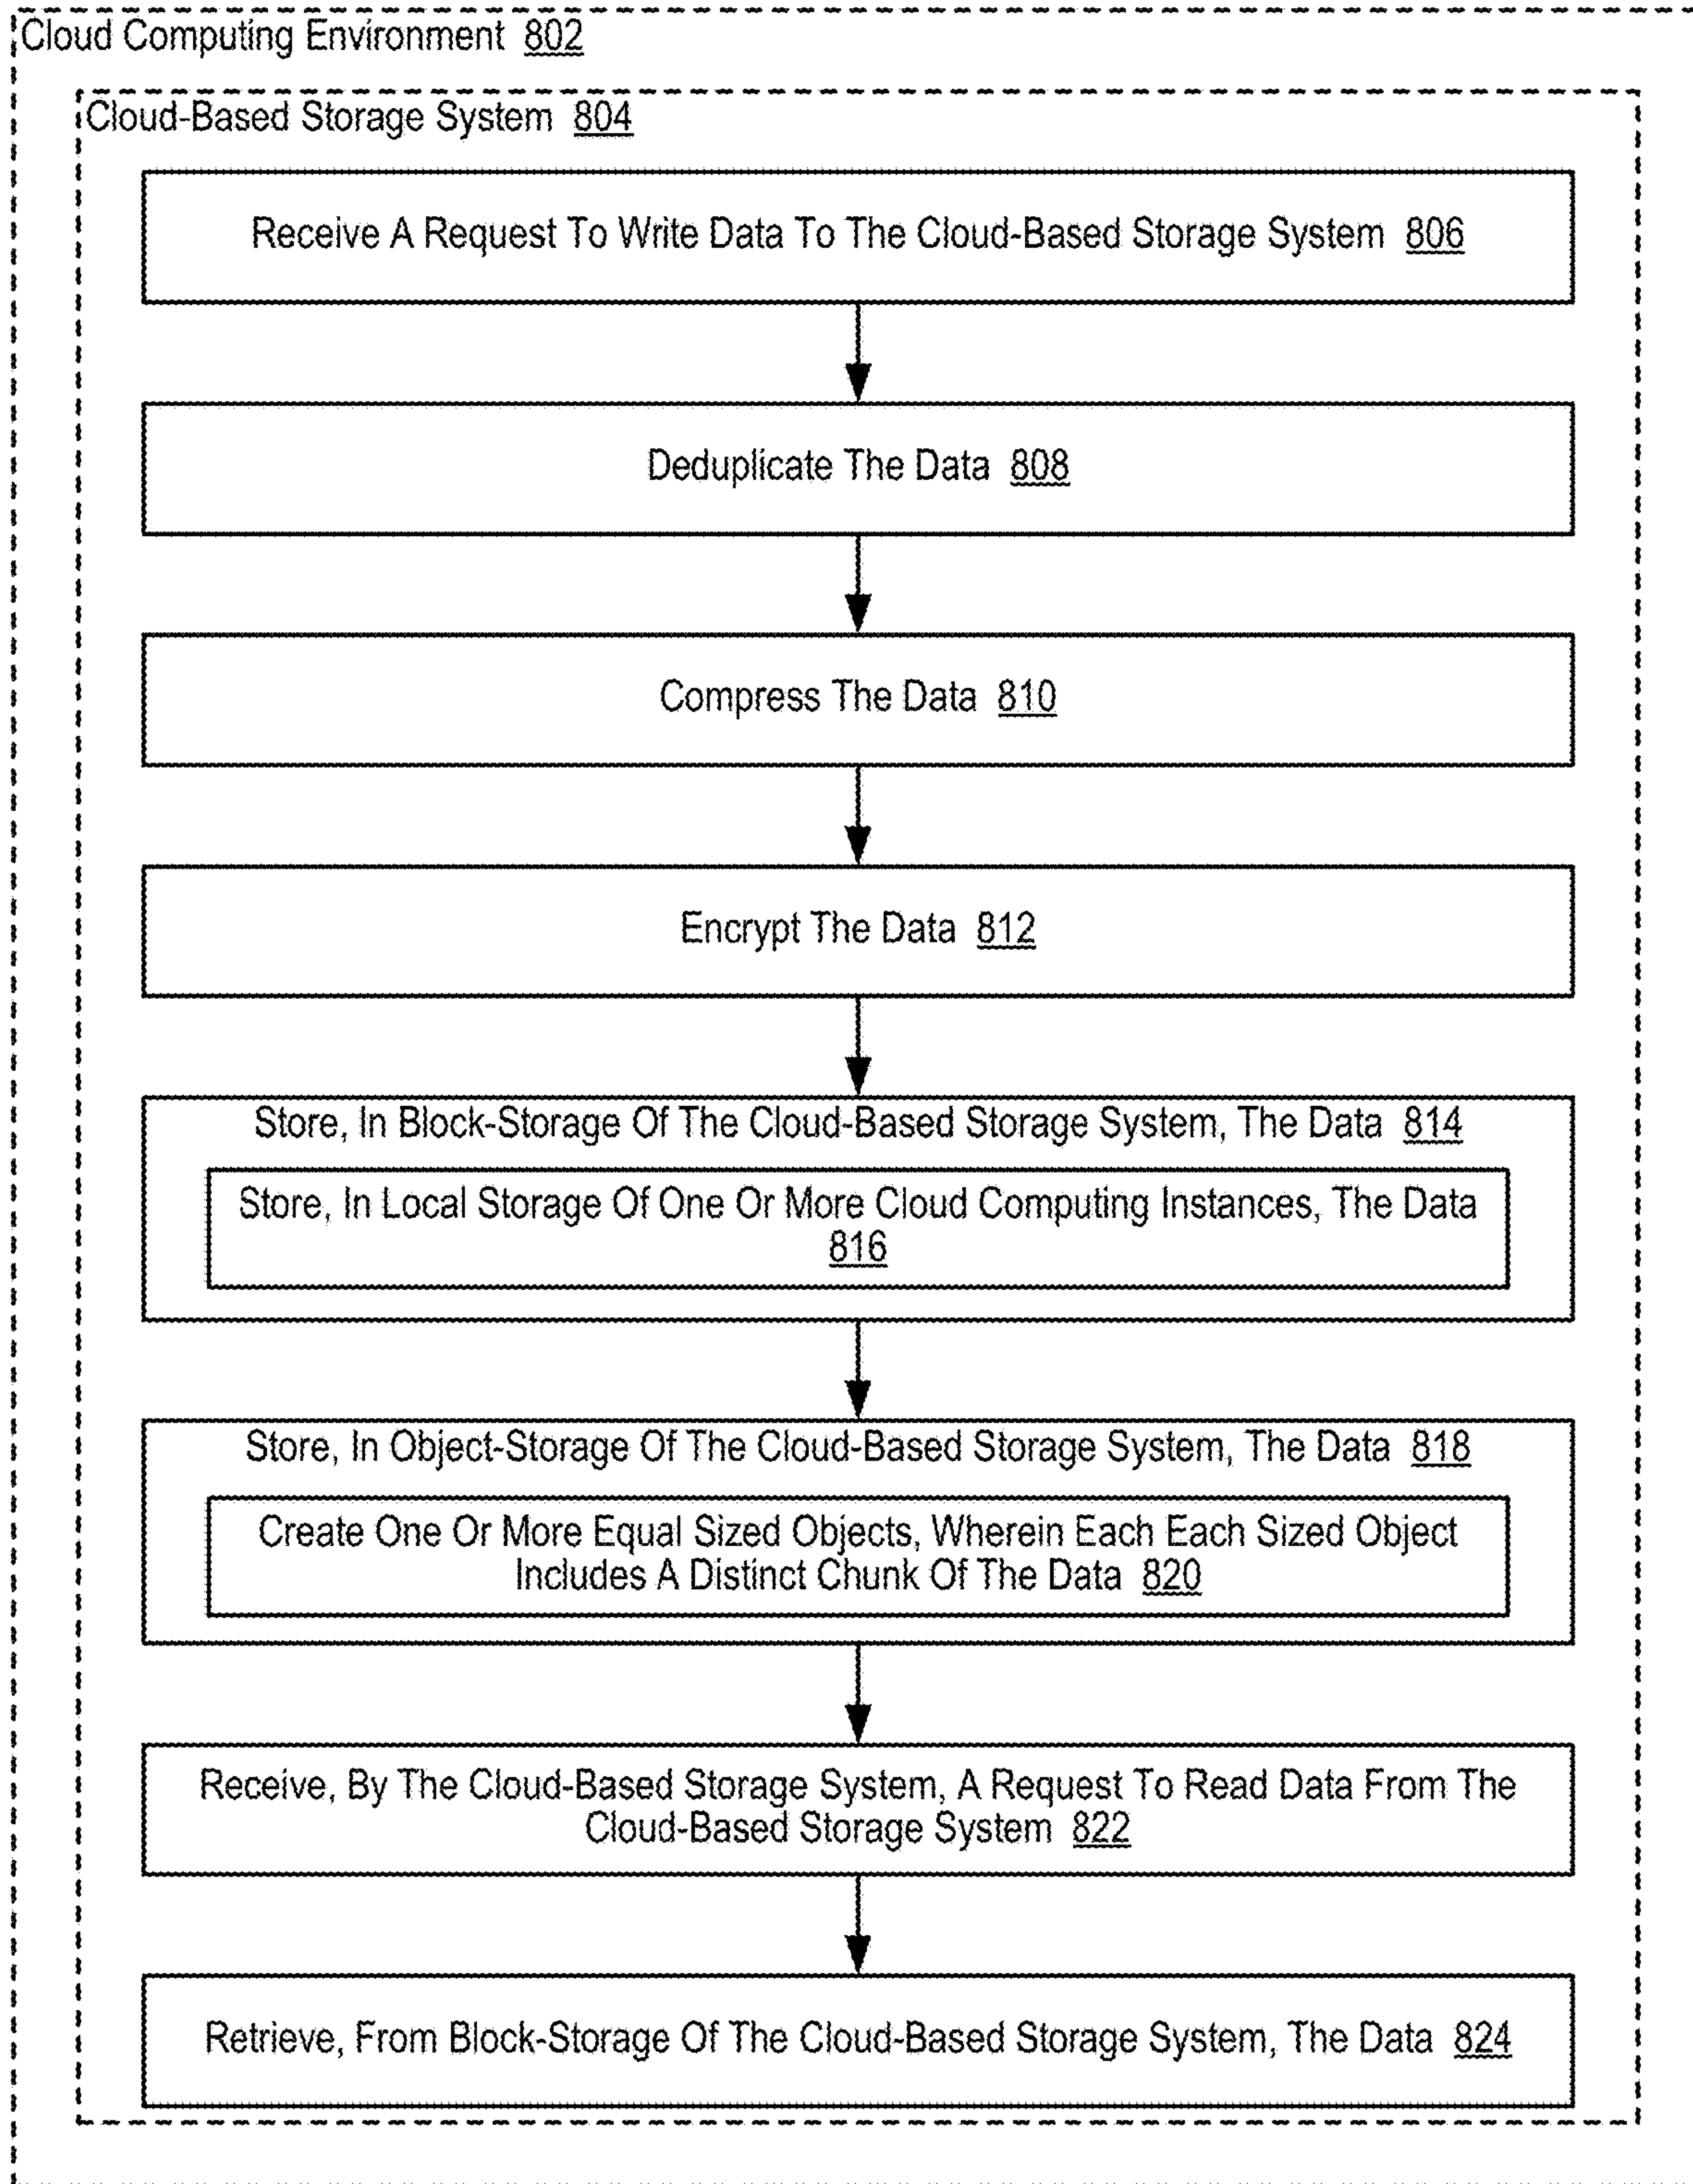 Cloud Computing Environment 802
Cloud-Based Storage System 804
Receive A Request To Write Data To The Cloud-Based Storage System 806
Deduplicate The Data 808
Compress The Data 810
Encrypt The Data 812
Store, In Block-Storage Of The Cloud-Based Storage System, The Data 814
Store, In Local Storage Of One Or More Cloud Computing Instances, The Data
816
Store, In Object-Storage Of The Cloud-Based Storage System, The Data 818
Create One Or More Equal Sized Objects, Wherein Each Each Sized Object
Includes A Distinct Chunk Of The Data 820
Receive, By The Cloud-Based Storage System, A Request To Read Data From The
Cloud-Based Storage System 822
Retrieve, From Block-Storage Of The Cloud-Based Storage System, The Data 824